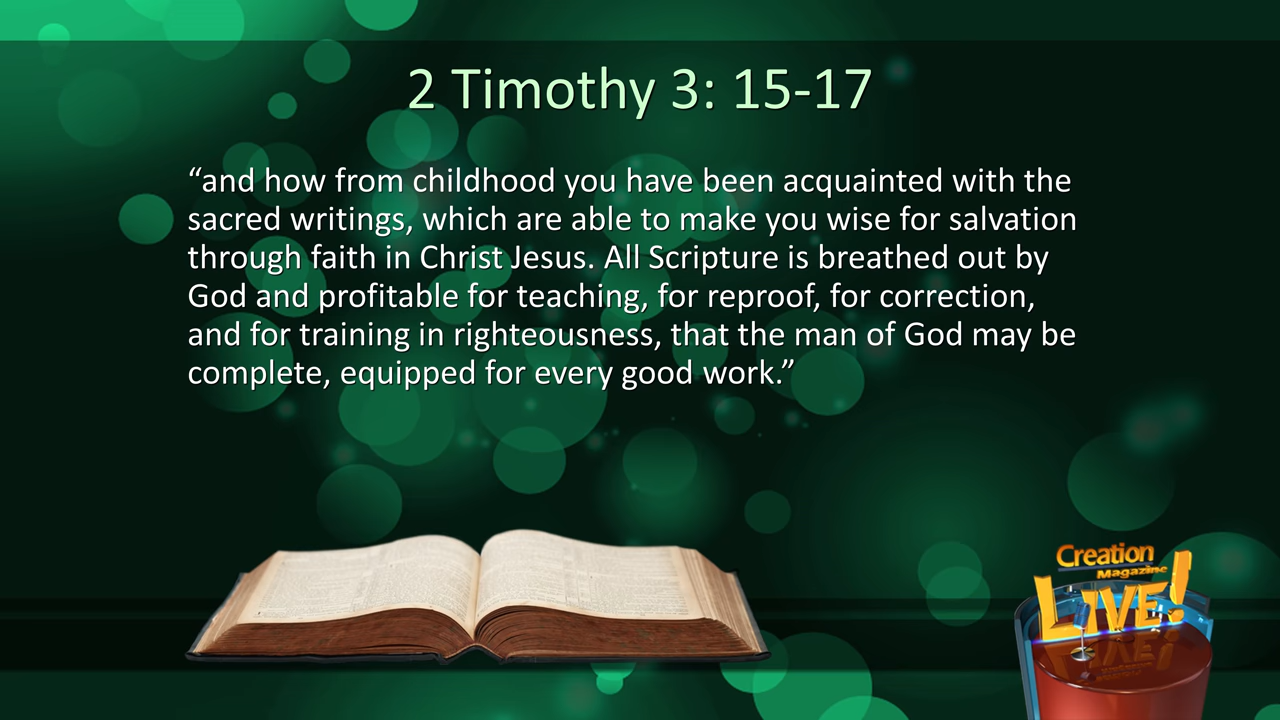 2 Timothy 3: 15-17
“and how from childhood you have been acquainted with the
sacred writings, which are able to make you wise for salvation
through faith in Christ Jesus. All Scripture is breathed out by
God and profitable for teaching, for reproof, for correction,
and for training in righteousness, that the man of God may be
complete, equipped for every good work.”
Creation
Magazine
LIVE!